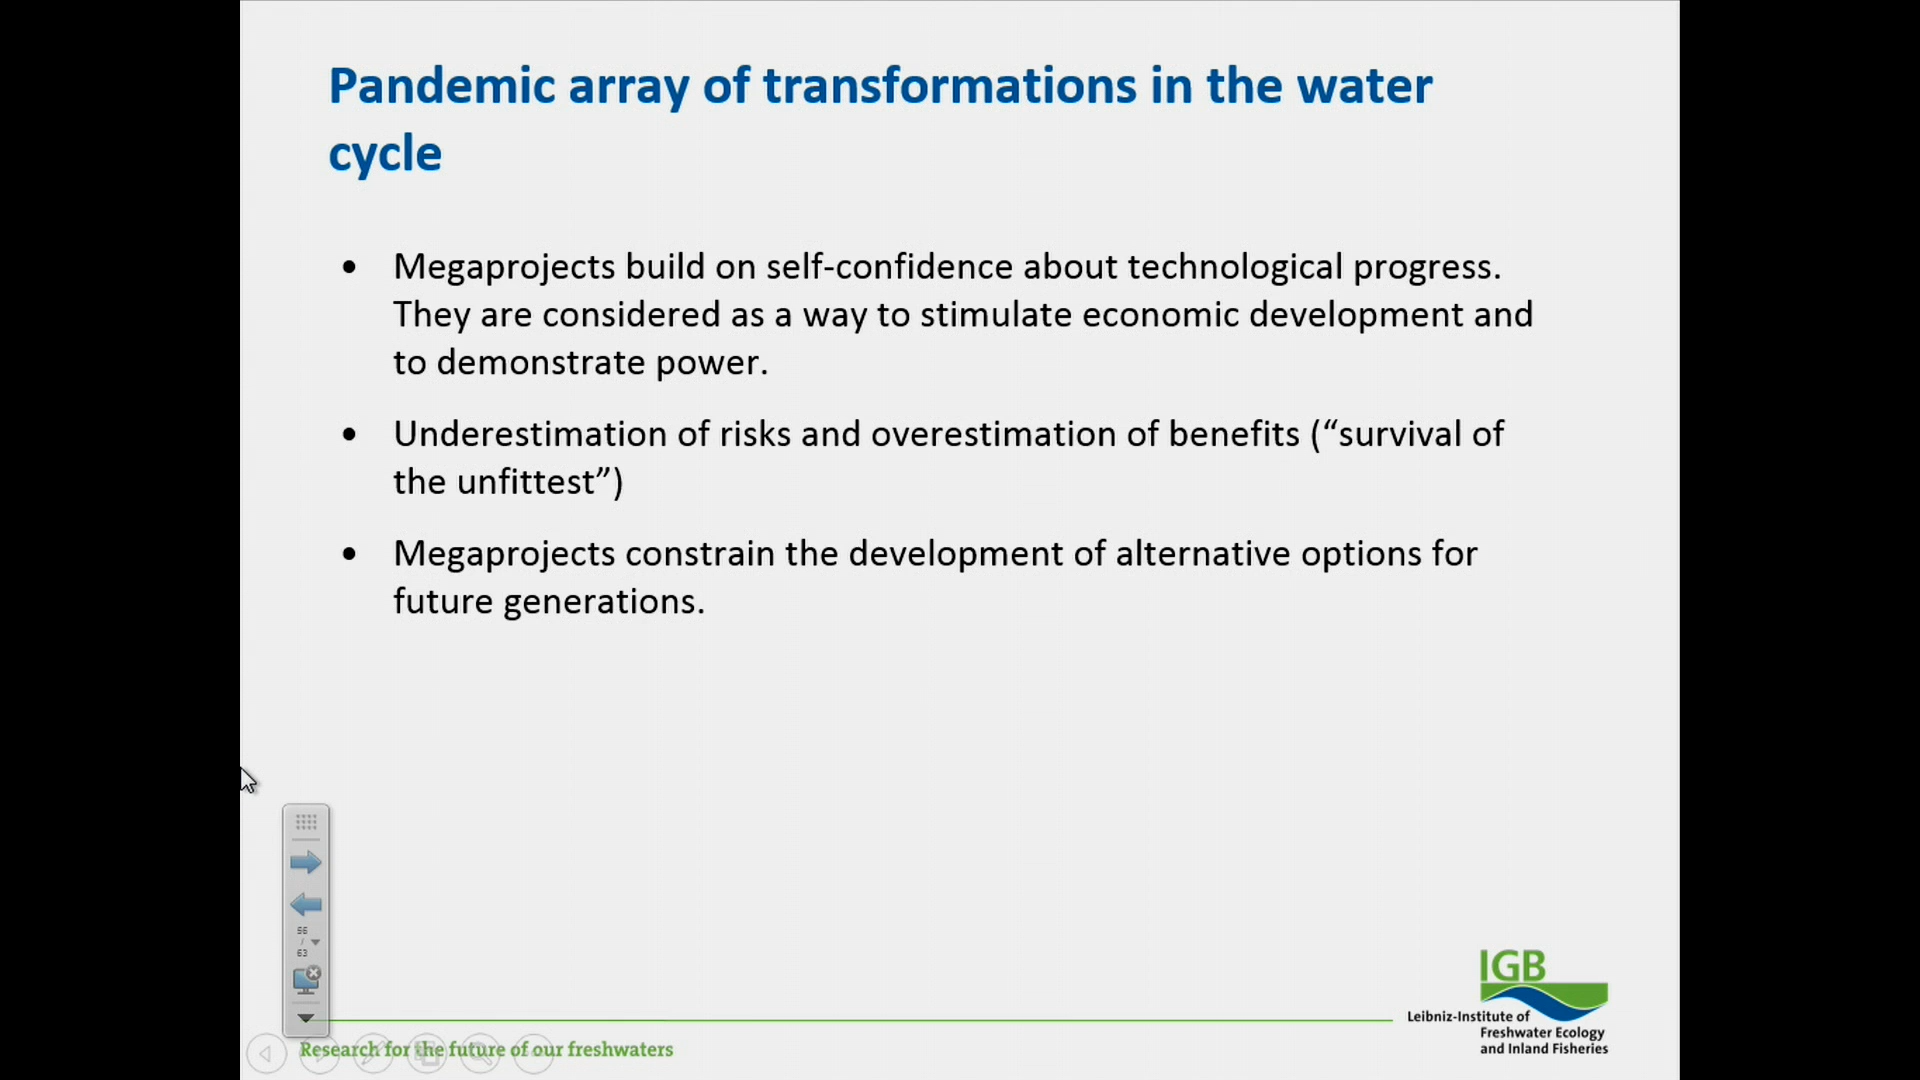 Pandemic array of transformations in the water
cycle
• Megaprojects build on self-confidence about technological progress.
They are considered as a way to stimulate economic development and
to demonstrate power.
• Underestimation of risks and overestimation of benefits (“survival of
the unfittest”)
• Megaprojects constrain the development of alternative options for
future generations.
56
/
63
IGB
Leibniz-Institute of
Freshwater Ecology
and Inland Fisheries
Research for the future of our freshwaters